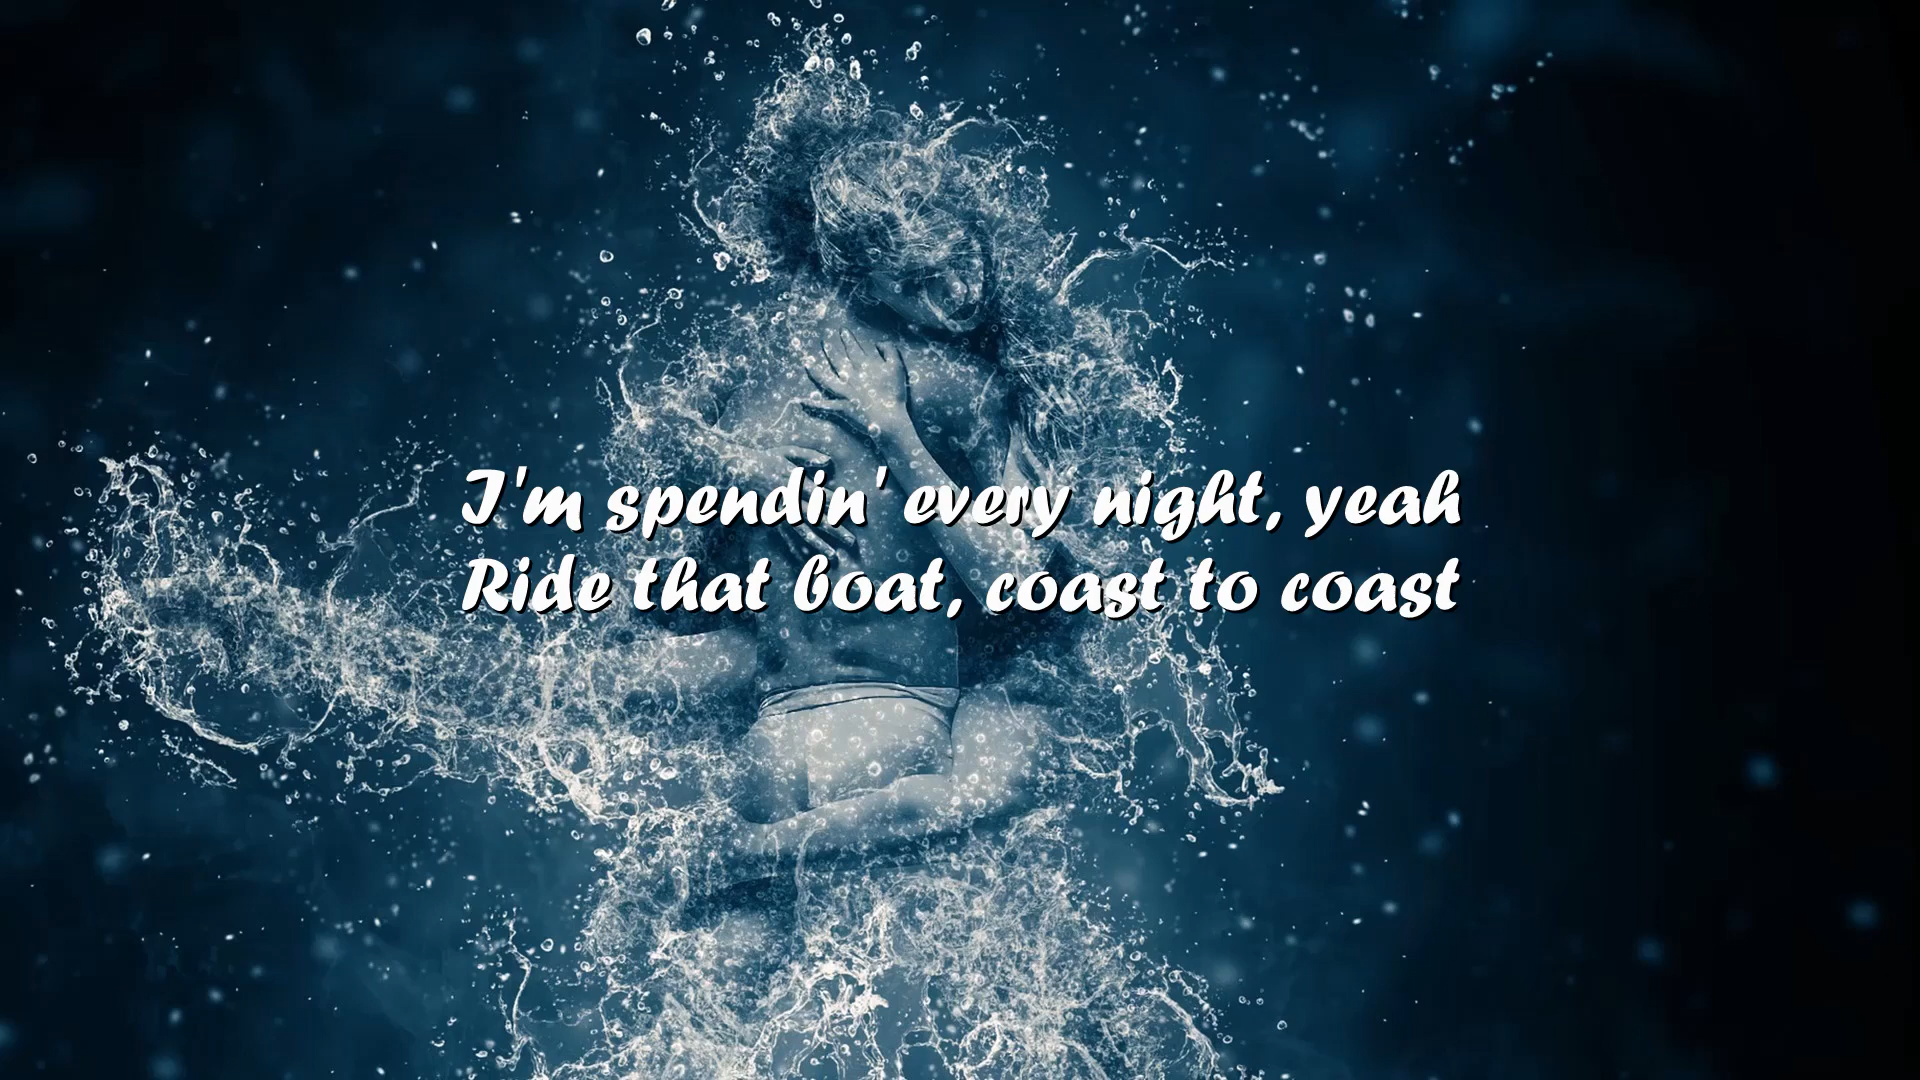 I'm spendin' every night, yeah
Ride that boat, coast to coast